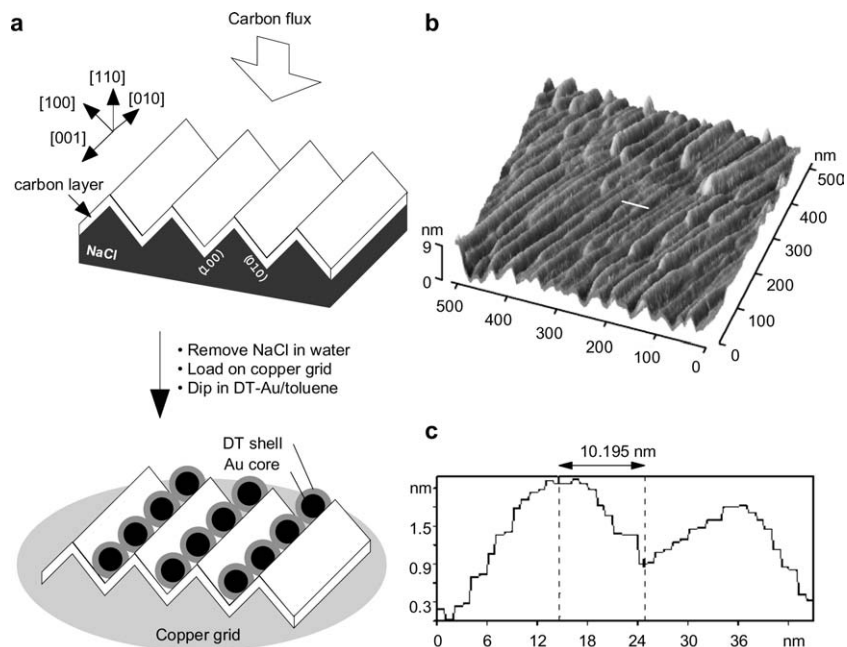 a
Carbon flux
[110]
[100]
[010]
[001]
carbon layer
NaCl
(100)
(010)
• Remove NaCl in water
• Load on copper grid
• Dip in DT-Au/toluene
DT shell
Au core
Copper grid
b
nm
500
400
300
200
100
0
nm
9
0
500
400
300
200
100
0
c
10.195 nm
nm
1.5
0.9
0.3
0
6
12
18
24
30
36
nm